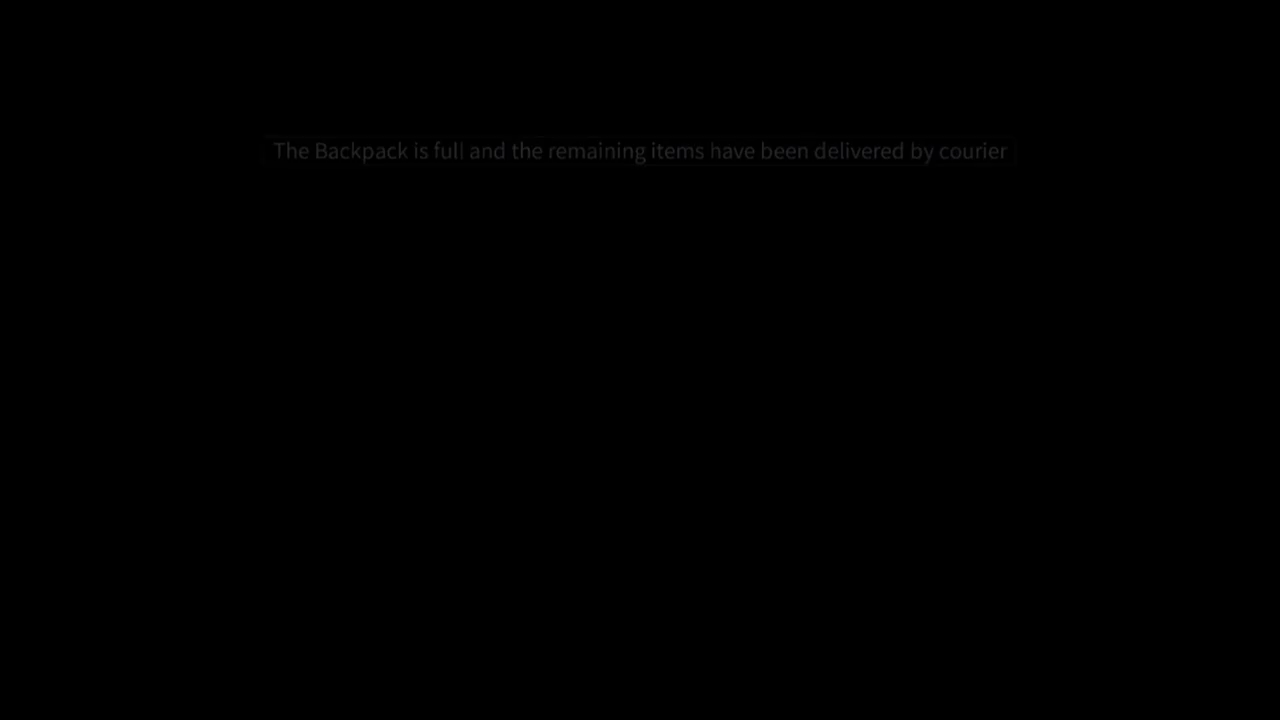 The Backpack is full and the remaining items have been delivered by courier